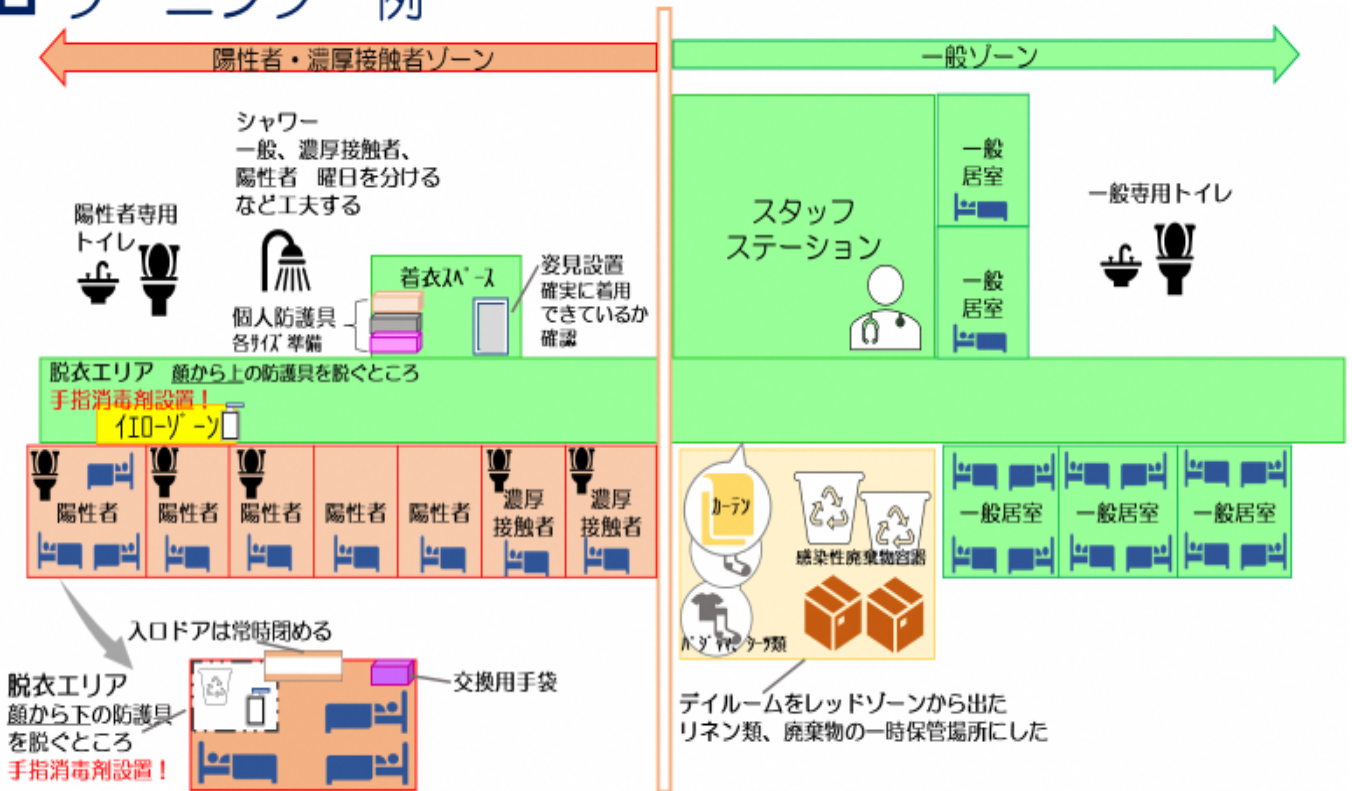 ゾーニング一例
陽性者・濃厚接触者ゾーン
一般ゾーン
シャワー
一般、濃厚接触者、
陽性者 曜日を分ける
など工夫する
陽性者専用
トイレ
着衣スペース
姿見設置
確実に着用
できているか
確認
個人防護具
各サイズ準備
スタッフ
ステーション
一般
居室
一般
居室
一般専用トイレ
脱衣エリア 顔から上の防護具を脱ぐところ
手指消毒剤設置！
イエローゾーン
陽性者
陽性者
陽性者
陽性者
陽性者
濃厚
接触者
濃厚
接触者
カーテン
感染性廃棄物容器
パジャマ、シーツ類
一般居室
一般居室
一般居室
入口ドアは常時閉める
脱衣エリア
顔から下の防護具
を脱ぐところ
手指消毒剤設置！
交換用手袋
デイルームをレッドゾーンから出た
リネン類、廃棄物の一時保管場所にした